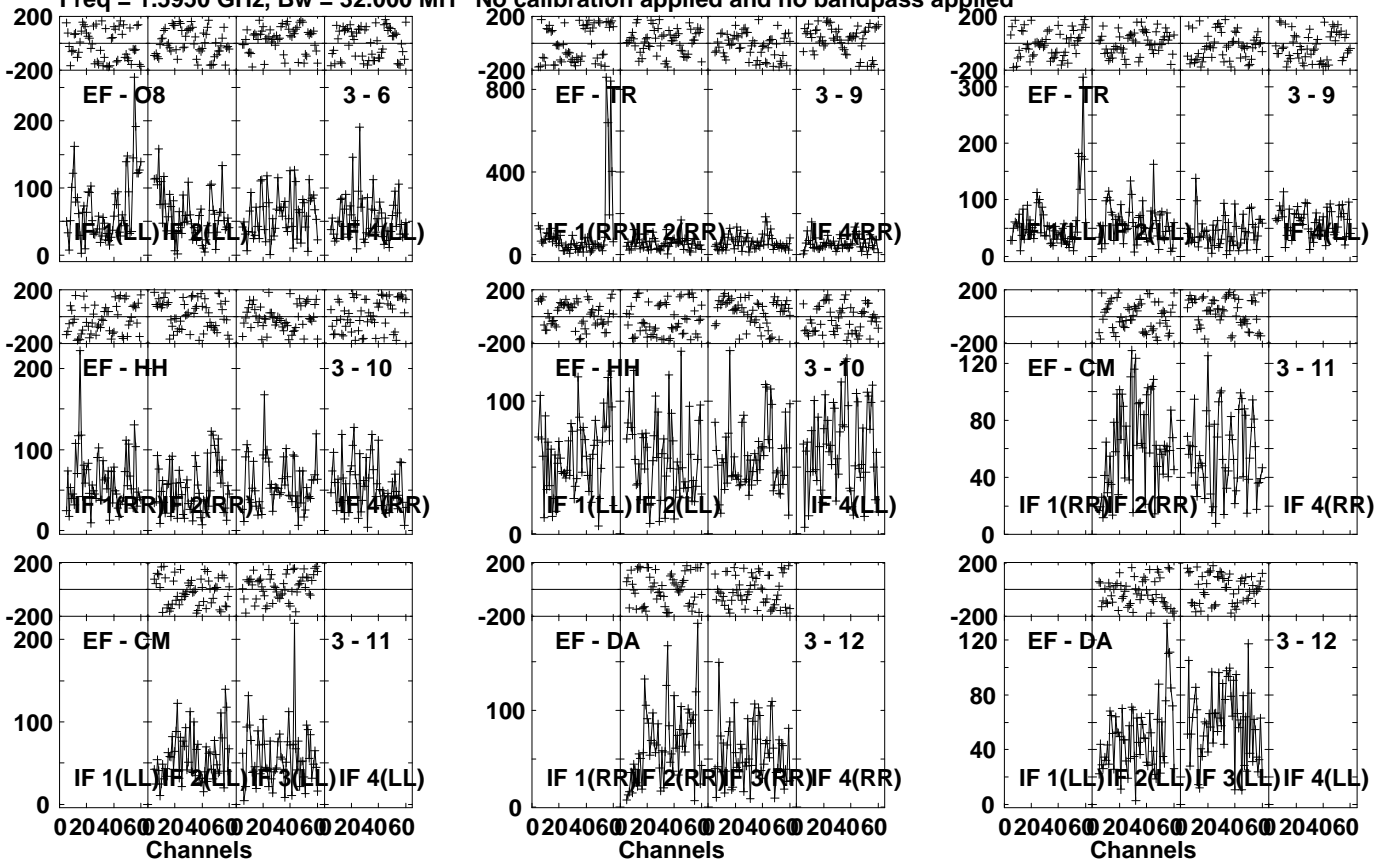 Freq = 1.5950 GHz, Bw = 32.000 MH No calibration applied and no bandpass applied
200
-200
EF - O8 3 - 6
200
100
0
IF 1(LL) IF 2(LL) IF 4(LL)
200
-200
EF - TR 3 - 9
800
400
0
IF 1(RR) IF 2(RR) IF 4(RR)
200
-200
EF - TR 3 - 9
300
200
100
0
IF 1(LL) IF 2(LL) IF 4(LL)
200
-200
EF - HH 3 - 10
200
100
0
IF 1(RR) IF 2(RR) IF 4(RR)
200
-200
EF - HH 3 - 10
100
0
IF 1(LL) IF 2(LL) IF 4(LL)
200
-200
EF - CM 3 - 11
120
80
40
0
IF 1(RR) IF 2(RR) IF 4(RR)
200
-200
EF - CM 3 - 11
200
100
0
IF 1(LL) IF 2(LL) IF 3(LL) IF 4(LL)
0 20 40 60 0 20 40 60 0 20 40 60 0 20 40 60
Channels
200
-200
EF - DA 3 - 12
100
0
IF 1(RR) IF 2(RR) IF 3(RR) IF 4(RR)
0 20 40 60 0 20 40 60 0 20 40 60 0 20 40 60
Channels
200
-200
EF - DA 3 - 12
120
80
40
0
IF 1(LL) IF 2(LL) IF 3(LL) IF 4(LL)
0 20 40 60 0 20 40 60 0 20 40 60 0 20 40 60
Channels